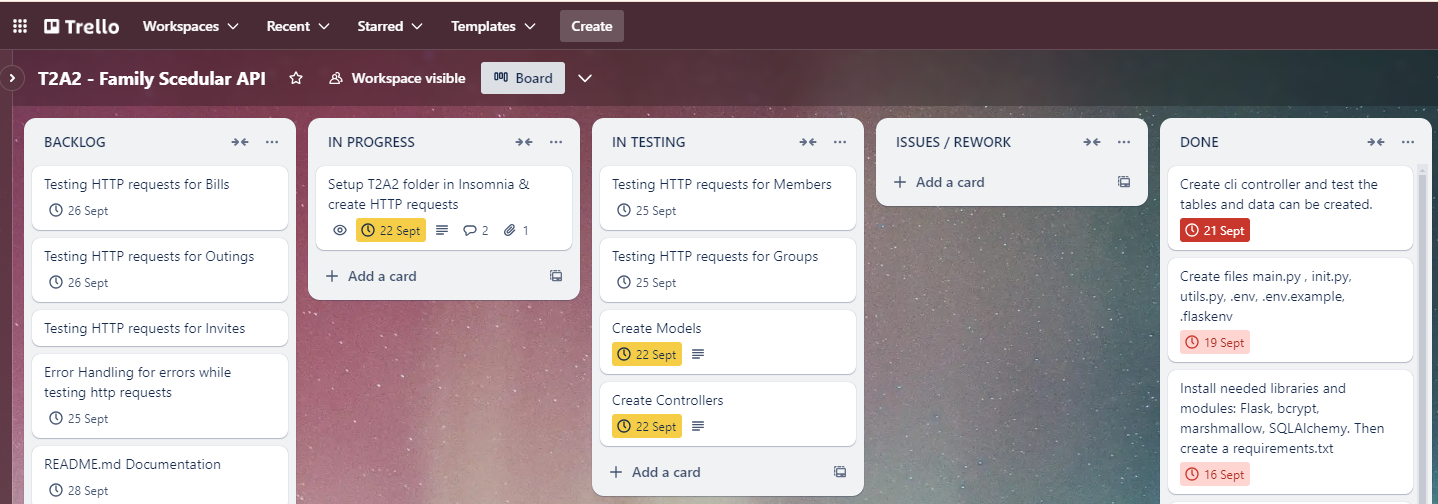 Trello
Workspaces
Recent
Starred
Templates
Create
T2A2 - Family Scedular API
Workspace visible
Board
BACKLOG
Testing HTTP requests for Bills
26 Sept
Testing HTTP requests for Outings
26 Sept
Testing HTTP requests for Invites
Error Handling for errors while
testing http requests
25 Sept
README.md Documentation
28 Sept
IN PROGRESS
Setup T2A2 folder in Insomnia &
create HTTP requests
22 Sept
2
1
Add a card
IN TESTING
Testing HTTP requests for Members
25 Sept
Testing HTTP requests for Groups
25 Sept
Create Models
22 Sept
Create Controllers
22 Sept
Add a card
ISSUES / REWORK
Add a card
DONE
Create cli controller and test the
tables and data can be created.
21 Sept
Create files main.py , init.py,
utils.py, .env, .env.example,
.flaskenv
19 Sept
Install needed libraries and
modules: Flask, bcrypt,
marshmallow, SQLAlchemy. Then
create a requirements.txt
16 Sept